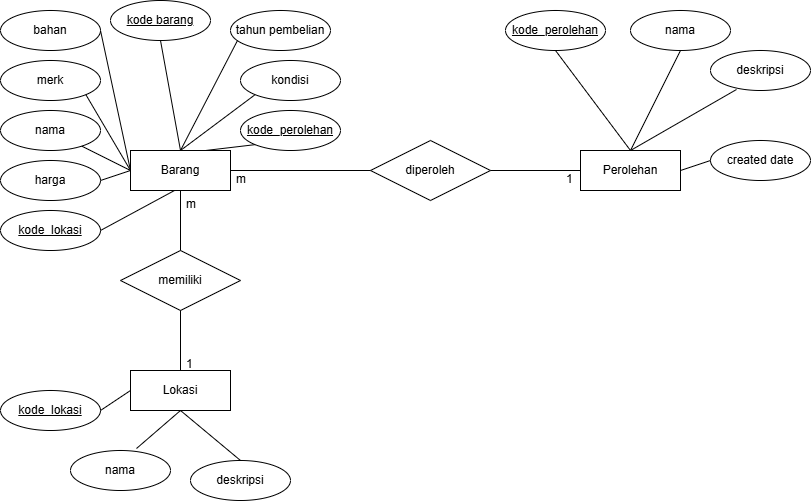 bahan
kode barang
tahun pembelian
kode_perolehan
nama
merk
kondisi
deskripsi
nama
kode_perolehan
harga
Barang
m
diperoleh
1
Perolehan
created date
kode_lokasi
m
memiliki
1
Lokasi
kode_lokasi
nama
deskripsi